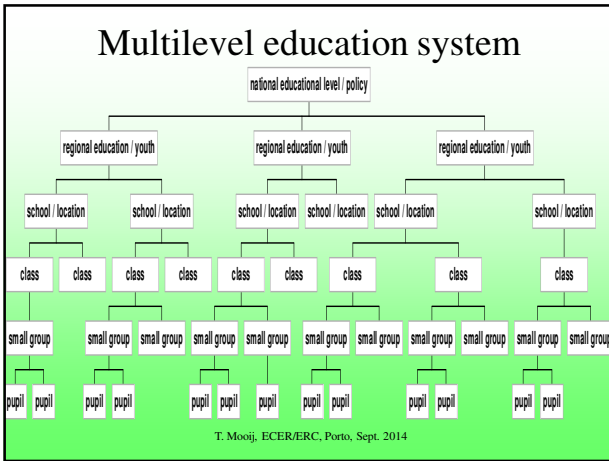 Multilevel education system
national educational level / policy
regional education / youth regional education / youth regional education / youth
school / location school / location school / location school / location school / location school / location
class class class class class class class class class
small group small group small group small group small group small group small group small group small group small group small group
pupil pupil pupil pupil pupil pupil pupil pupil pupil pupil pupil pupil pupil
T. Mooij, ECER/ERC, Porto, Sept. 2014